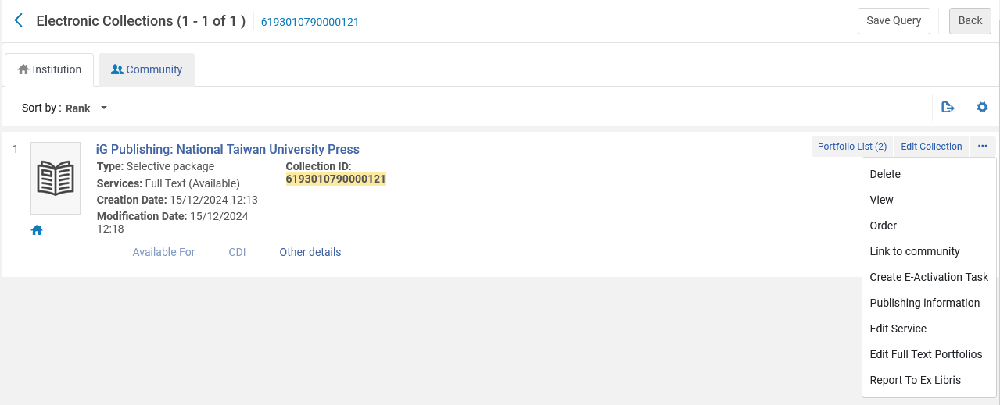 Electronic Collections (1 - 1 of 1 )
6193010790000121
Save Query
Back
Institution
Community
Sort by : Rank
1
iG Publishing: National Taiwan University Press
Portfolio List (2)
Edit Collection
Type: Selective package
Services: Full Text (Available)
Creation Date: 15/12/2024 12:13
Modification Date: 15/12/2024
12:18
Collection ID:
6193010790000121
Available For
CDI
Other details
Delete
View
Order
Link to community
Create E-Activation Task
Publishing information
Edit Service
Edit Full Text Portfolios
Report To Ex Libris